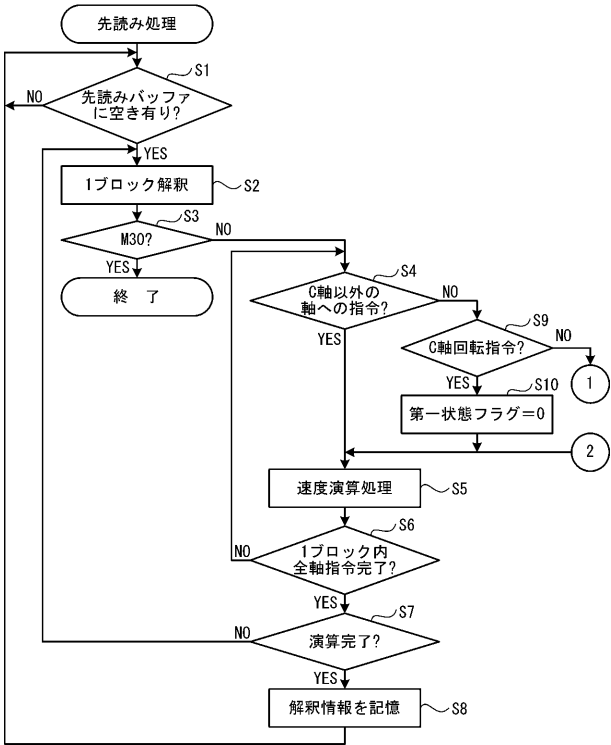 先読み処理
S1
先読みバッファ
に空き有り?
NO
YES
1ブロック解釈
S2
S3
M30?
NO
YES
終 了
S4
C軸以外の
軸への指令?
NO
YES
S9
C軸回転指令?
NO
YES
1
S10
第一状態フラグ=0
2
速度演算処理
S5
S6
1ブロック内
全軸指令完了?
NO
YES
S7
演算完了?
NO
YES
解釈情報を記憶
S8